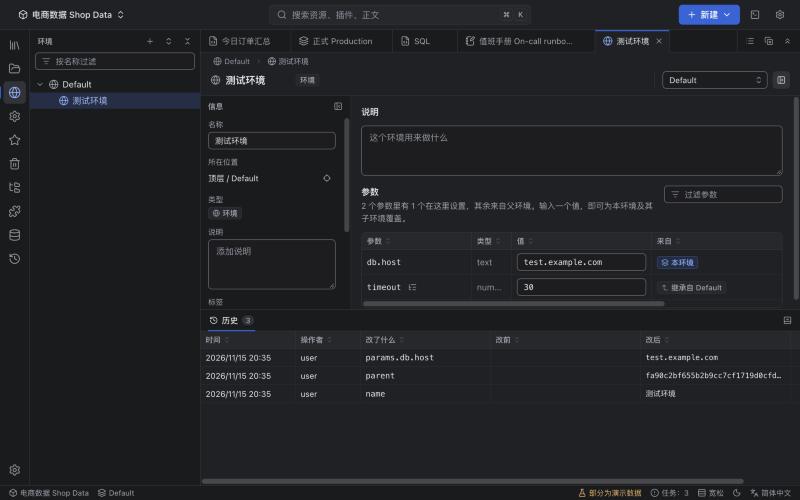 电商数据 Shop Data
搜索资源、插件、正文
⌘ K
+ 新建
环境
按名称过滤
Default
测试环境
今日订单汇总
正式 Production
SQL
值班手册 On-call runbo...
测试环境
Default
测试环境
测试环境
环境
Default
信息
名称
测试环境
所在位置
顶层 / Default
类型
环境
说明
添加说明
标签
说明
这个环境用来做什么
参数
2 个参数里有 1 个在这里设置，其余来自父环境。输入一个值，即可为本环境及其
子环境覆盖。
过滤参数
参数 类型 值 来自
db.host text test.example.com 本环境
timeout num... 30 继承自 Default
历史 3
时间 操作者 改了什么 改前 改后
2026/11/15 20:35 user params.db.host test.example.com
2026/11/15 20:35 user parent fa90c2bf655b2b9cc7cf1719d0cfd...
2026/11/15 20:35 user name 测试环境
电商数据 Shop Data
Default
部分为演示数据
任务：3
宽松
简体中文